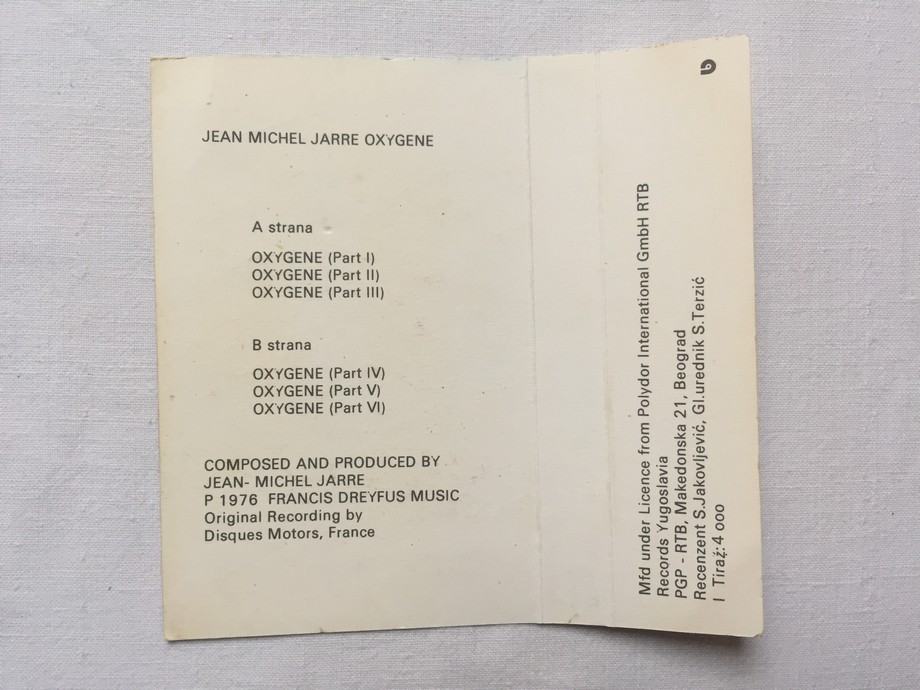 JEAN MICHEL JARRE OXYGENE
A strana
OXYGENE (Part I)
OXYGENE (Part II)
OXYGENE (Part III)
B strana
OXYGENE (Part IV)
OXYGENE (Part V)
OXYGENE (Part VI)
COMPOSED AND PRODUCED BY
JEAN- MICHEL JARRE
P 1976 FRANCIS DREYFUS MUSIC
Original Recording by
Disques Motors, France
Mfd under Licence from Polydor International GmbH RTB
Records Yugoslavia
PGP - RTB, Makedonska 21, Beograd
Recenzent S.Jakovljević, Gl.urednik S.Terzić
I Tiraž:4 ooo